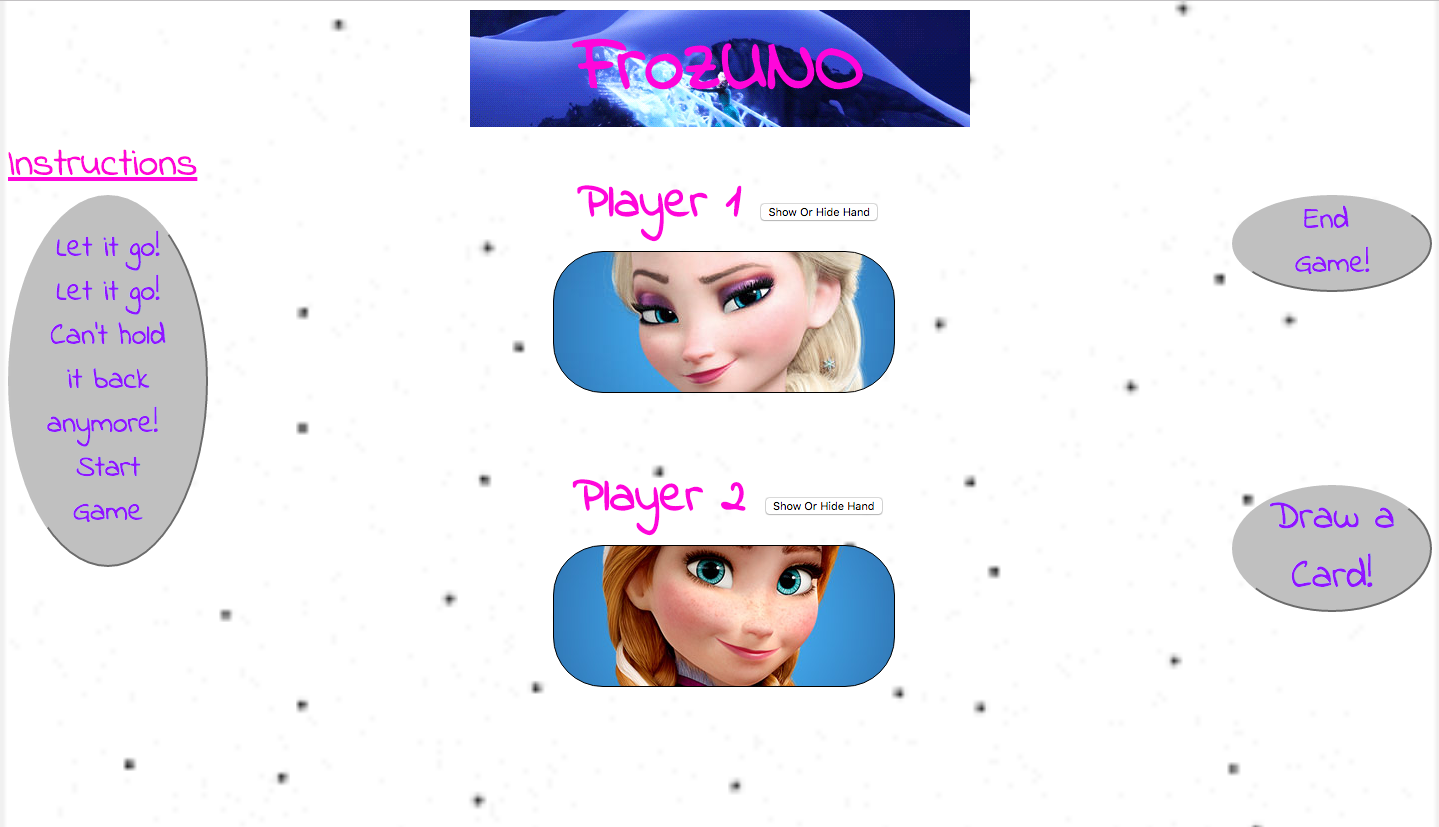 FrozUNO
Instructions
Let it go!
Let it go!
Can't hold
it back
anymore!
Start
Game
Player 1 Show Or Hide Hand
Player 2 Show Or Hide Hand
End
Game!
Draw a
Card!